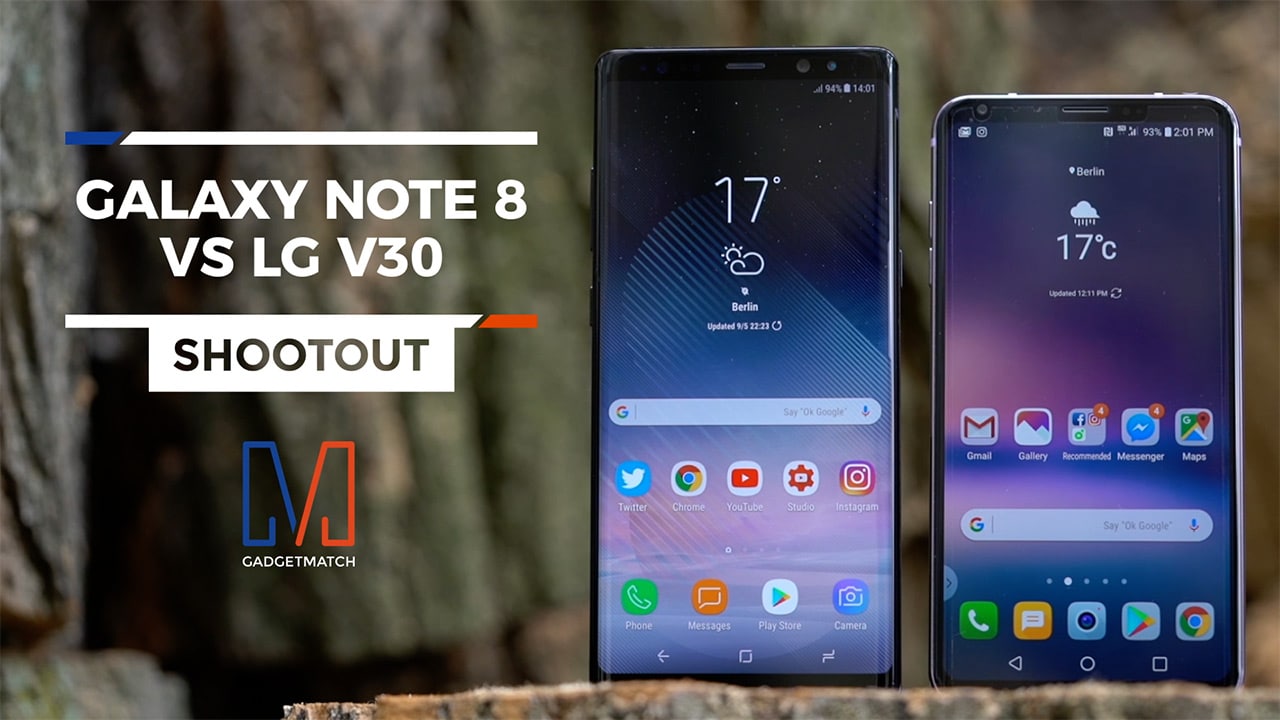 GALAXY NOTE 8
VS LG V30
SHOOTOUT
GADGETMATCH
94% 14:01
17°
Berlin
Updated 9/5 22:23
Say "Ok Google"
Twitter Chrome YouTube Studio Instagram
Phone Messages Play Store Camera
93% 2:01 PM
Berlin
17°c
Updated 12:11 PM
4 4
Gmail Gallery Recommended Messenger Maps
Say "Ok Google"